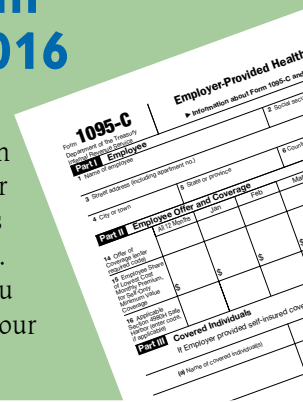 2016
Form 1095-C
Department of the Treasury
Internal Revenue Service
Employer-Provided Health
► Information about Form 1095-C and
Part I Employee
1 Name of employee
2 Social secu
3 Street address (including apartment no.)
4 City or town
5 State or province
6 Count
Part II Employee Offer and Coverage
All 12 Months
Jan
Feb
Mar
14 Offer of
Coverage (enter
required code)
15 Employee Share
of Lowest Cost
Monthly Premium,
for Self-Only
Minimum Value
Coverage
$
$
$
16 Applicable
Section 4980H Safe
Harbor (enter code,
if applicable)
Part III Covered Individuals
If Employer provided self-insured cove
(a) Name of covered individual(s)
our